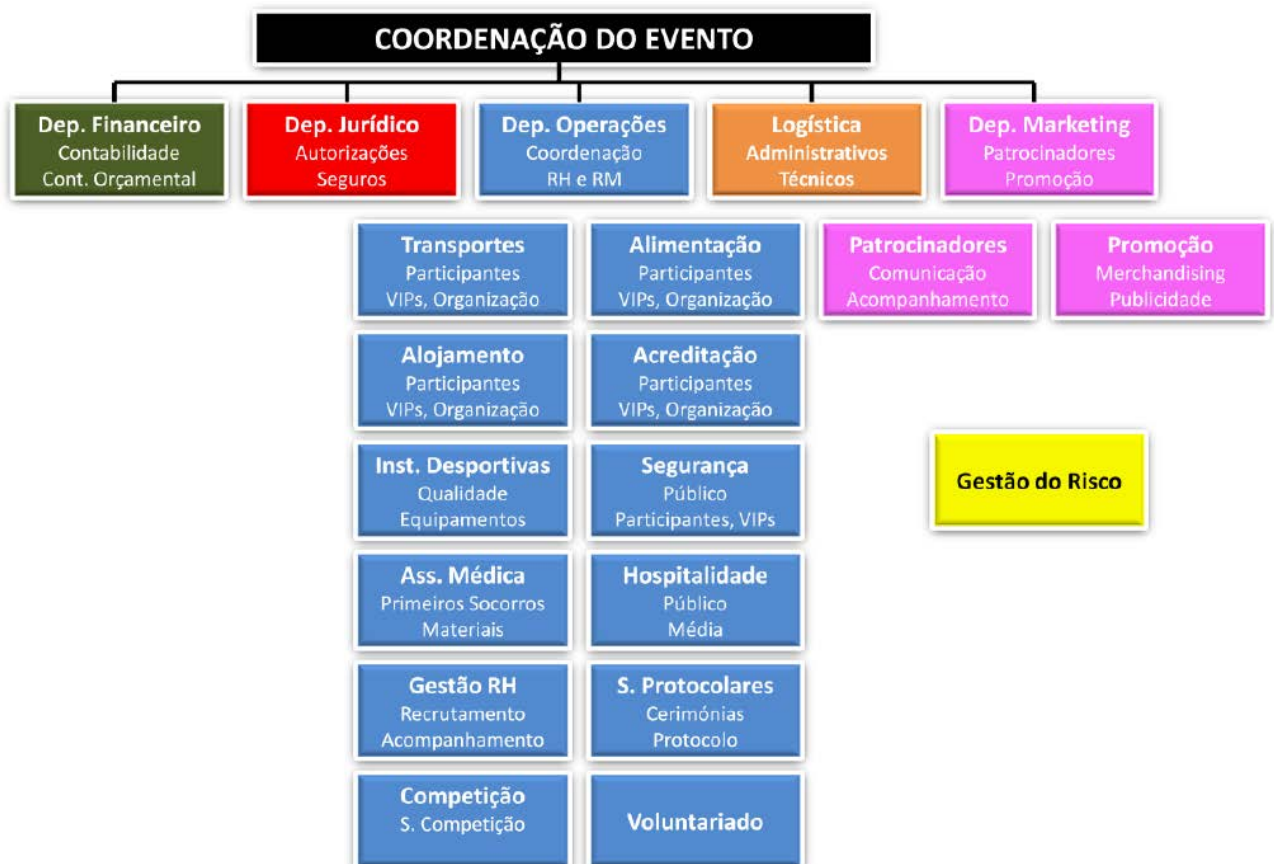 COORDENAÇÃO DO EVENTO
Dep. Financeiro
Contabilidade
Cont. Orçamental
Dep. Jurídico
Autorizações
Seguros
Dep. Operações
Coordenação
RH e RM
Logística
Administrativos
Técnicos
Dep. Marketing
Patrocinadores
Promoção
Transportes
Participantes
VIPs, Organização
Alimentação
Participantes
VIPs, Organização
Patrocinadores
Comunicação
Acompanhamento
Promoção
Merchandising
Publicidade
Alojamento
Participantes
VIPs, Organização
Acreditação
Participantes
VIPs, Organização
Inst. Desportivas
Qualidade
Equipamentos
Segurança
Público
Participantes, VIPs
Gestão do Risco
Ass. Médica
Primeiros Socorros
Materiais
Hospitalidade
Público
Média
Gestão RH
Recrutamento
Acompanhamento
S. Protocolares
Cerimónias
Protocolo
Competição
S. Competição
Voluntariado